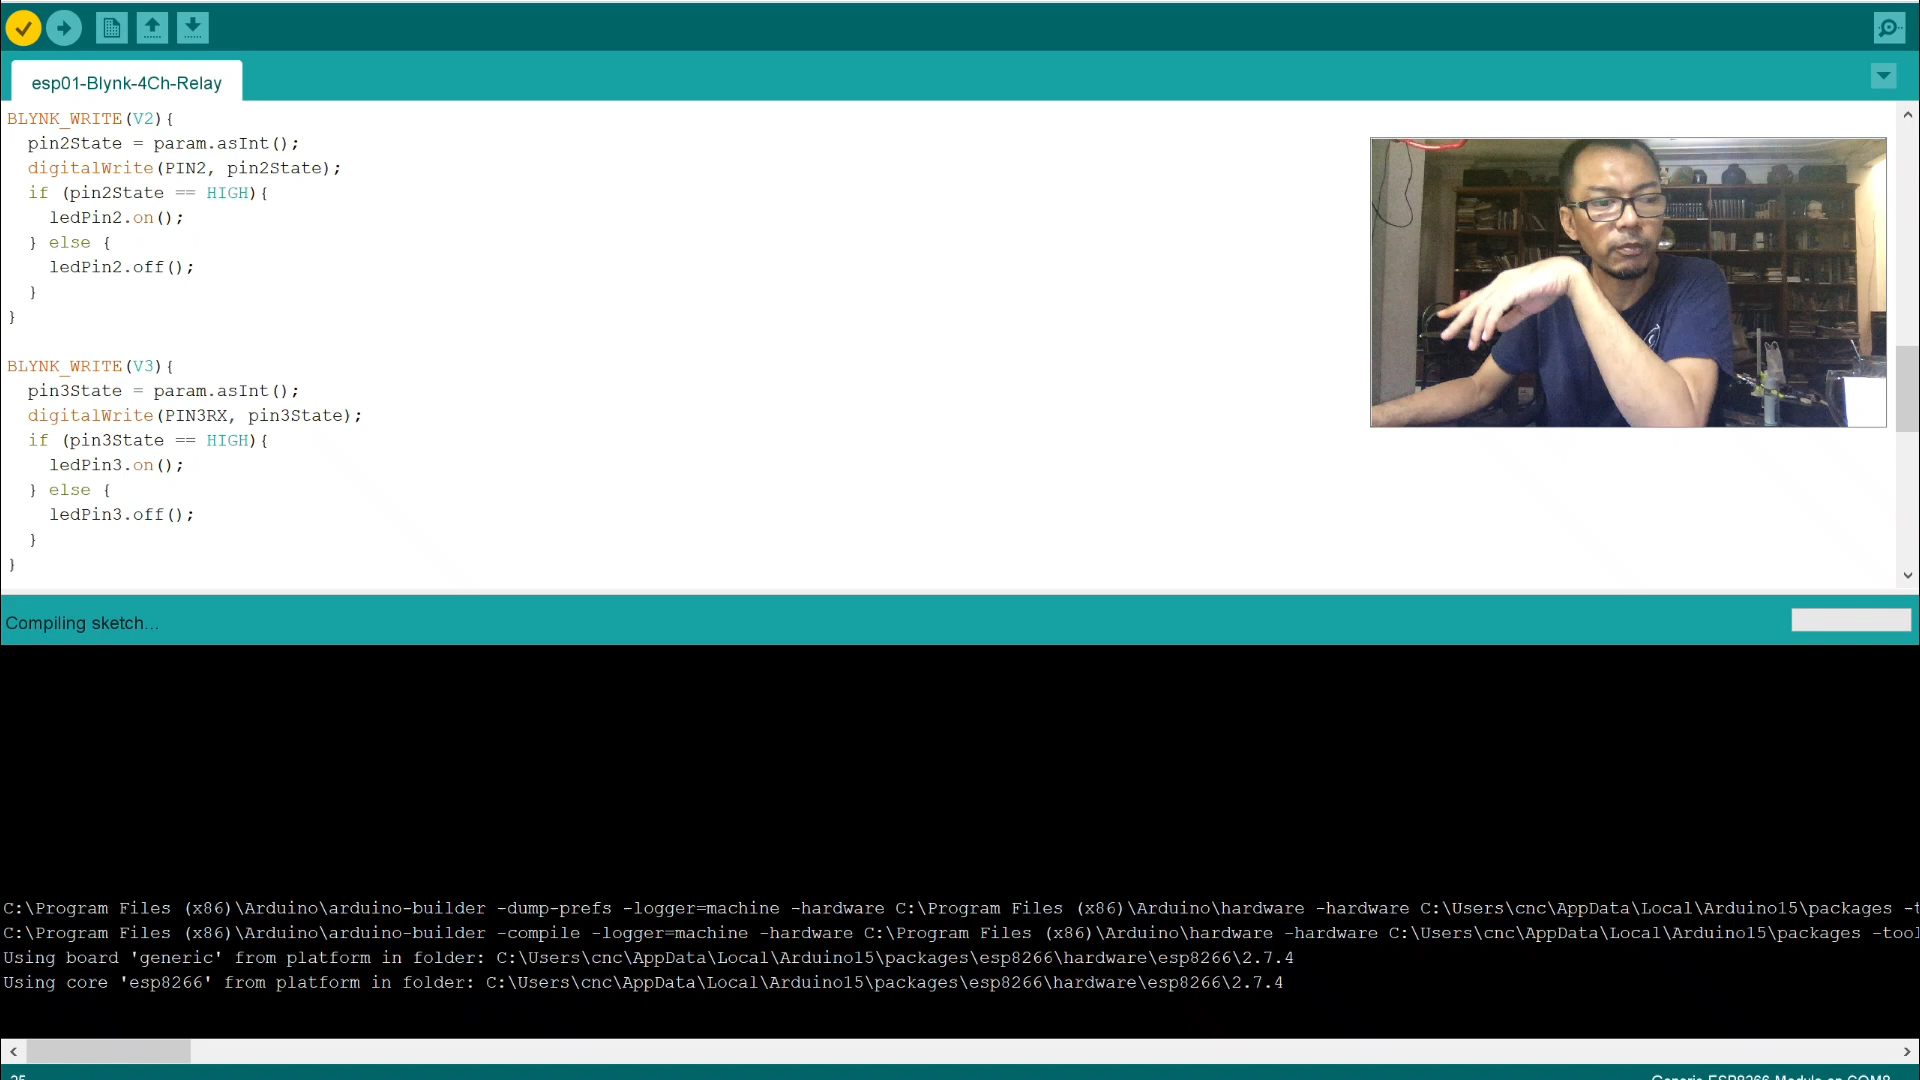 esp01-Blynk-4Ch-Relay
BLYNK_WRITE(V2){
pin2State = param.asInt();
digitalWrite(PIN2, pin2State);
if (pin2State == HIGH){
ledPin2.on();
} else {
ledPin2.off();
}
}
BLYNK_WRITE(V3){
pin3State = param.asInt();
digitalWrite(PIN3RX, pin3State);
if (pin3State == HIGH){
ledPin3.on();
} else {
ledPin3.off();
}
}
Compiling sketch...
C:\Program Files (x86)\Arduino\arduino-builder -dump-prefs -logger=machine -hardware C:\Program Files (x86)\Arduino\hardware -hardware C:\Users\cnc\AppData\Local\Arduino15\packages -t
C:\Program Files (x86)\Arduino\arduino-builder -compile -logger=machine -hardware C:\Program Files (x86)\Arduino\hardware -hardware C:\Users\cnc\AppData\Local\Arduino15\packages -tool
Using board 'generic' from platform in folder: C:\Users\cnc\AppData\Local\Arduino15\packages\esp8266\hardware\esp8266\2.7.4
Using core 'esp8266' from platform in folder: C:\Users\cnc\AppData\Local\Arduino15\packages\esp8266\hardware\esp8266\2.7.4
Generic ESP8266 Module on